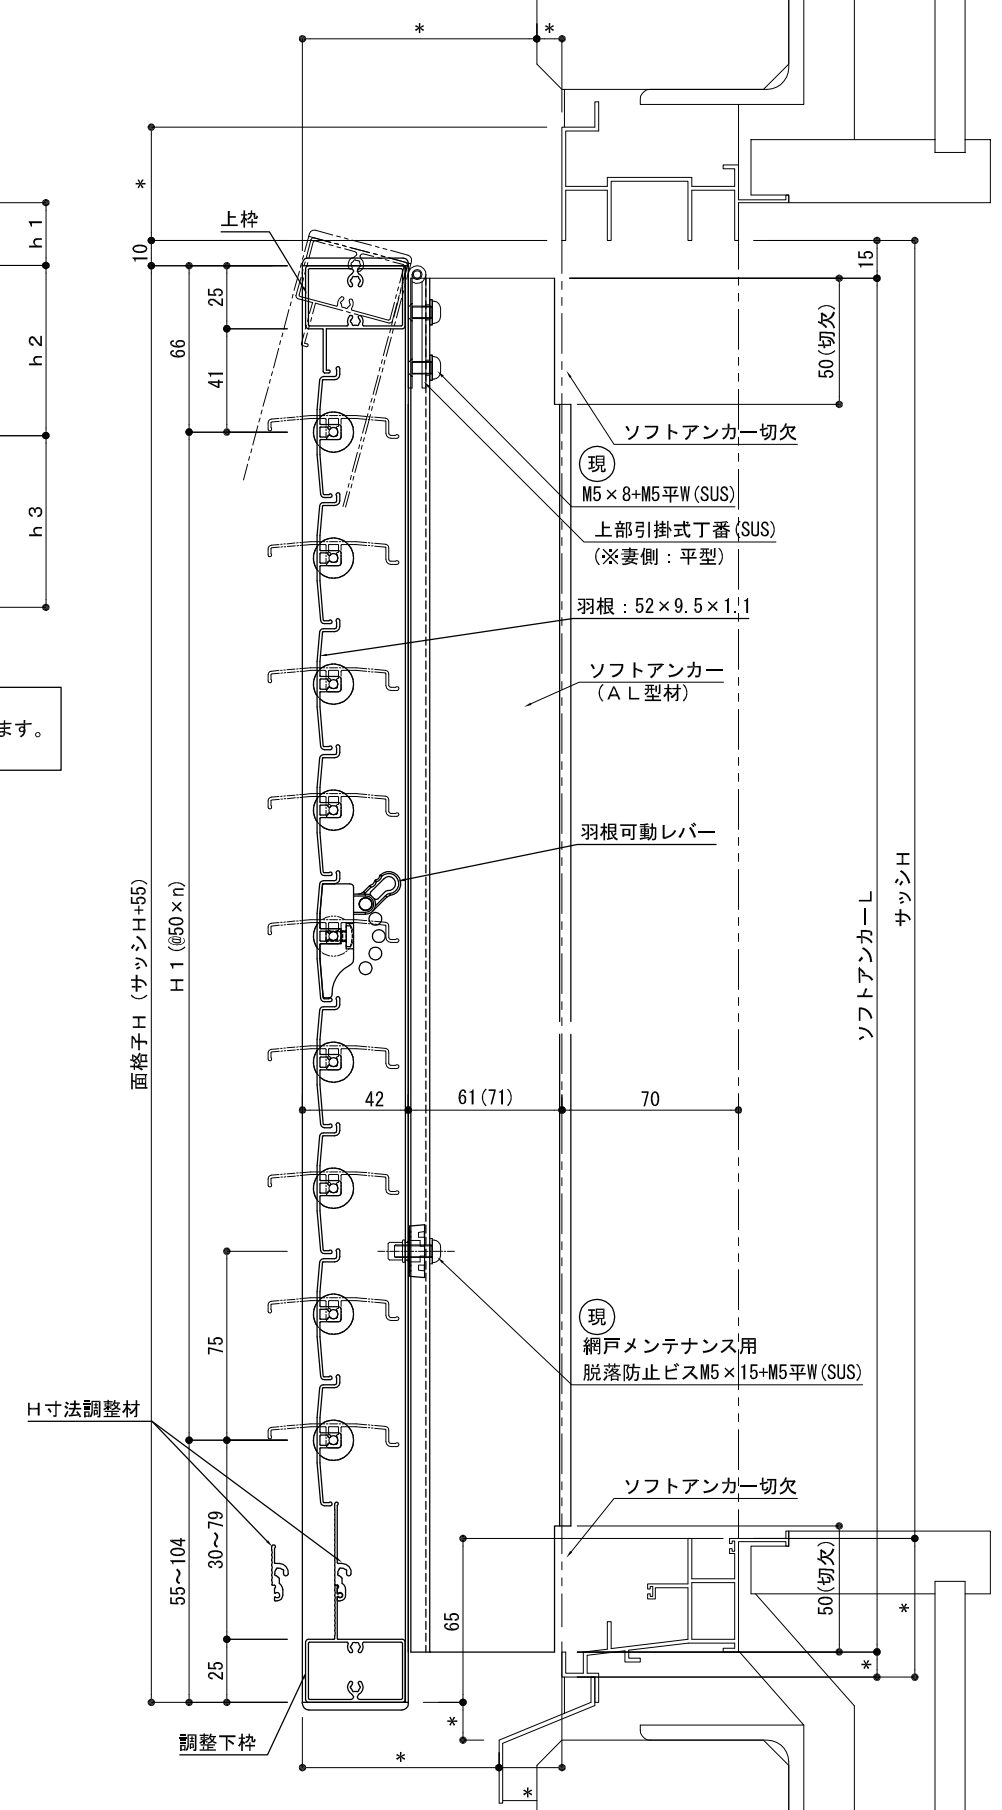 *
*
*
10
上枠
15
25
66
41
50(切欠)
h1
h2
h3
ソフトアンカー切欠
現
M5×8+M5平W(SUS)
上部引掛式丁番(SUS)
(※妻側：平型)
羽根：52×9.5×1.1
ソフトアンカー
(AL型材)
ます。
羽根可動レバー
面格子H (サッシH+55)
H1(@50×n)
ソフトアンカーL
サッシH
42
61(71)
70
75
現
網戸メンテナンス用
脱落防止ビスM5×15+M5平W(SUS)
H寸法調整材
ソフトアンカー切欠
30～79
55～104
65
50(切欠)
*
25
*
*
調整下枠
*
*